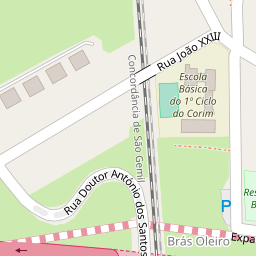 Rua João XXIII
Concordância de São Gemil
Escola
Básica
do 1º Ciclo
do Corim
Rua Doutor António dos Santos
P
Brás Oleiro
Expa
Res
B